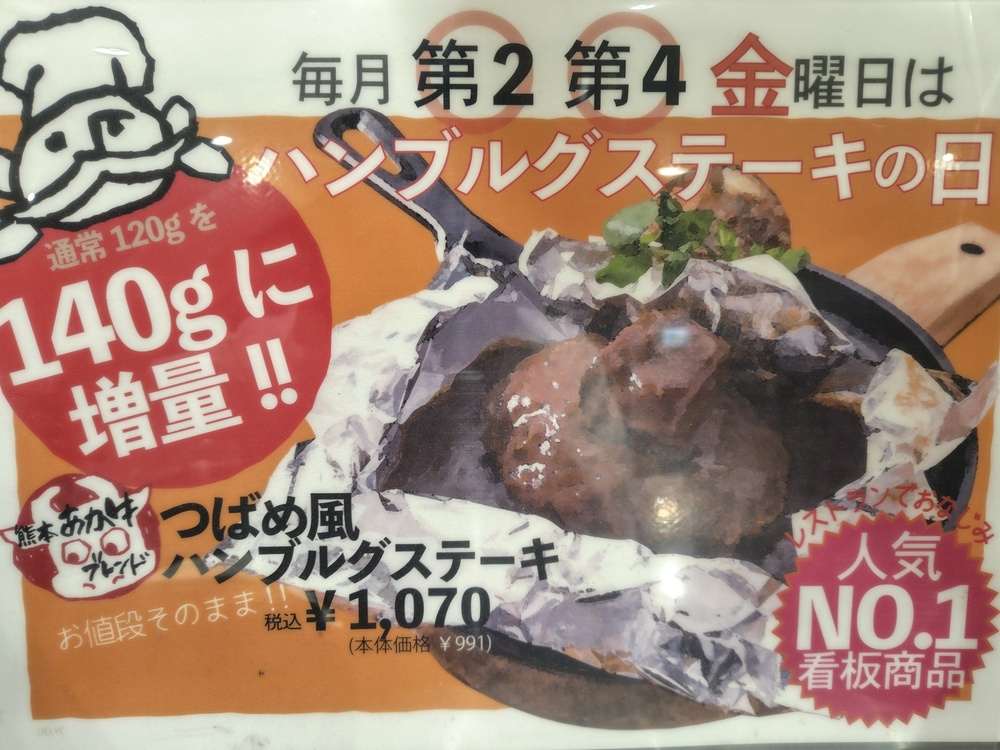 毎月 第2 第4 金曜日は
ハンブルグステーキの日
通常120gを
140gに
増量!!
熊本あか牛
ブレンド
つばめ風
ハンブルグステーキ
お値段そのまま!!
税込¥1,070
(本体価格 ¥991)
レストランでおなじみ
人気
NO.1
看板商品